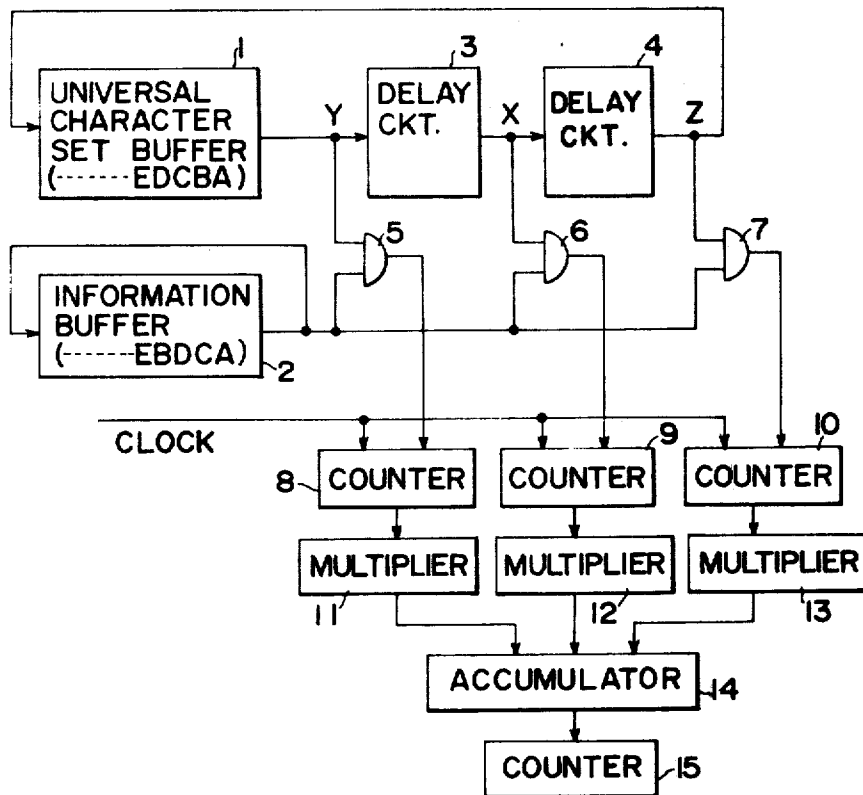 1
3
4
UNIVERSAL
CHARACTER
SET BUFFER
(-------EDCBA)
Y
DELAY
CKT.
X
DELAY
CKT.
Z
5
6
7
INFORMATION
BUFFER
(-------EBDCA)
2
CLOCK
8
COUNTER
9
COUNTER
10
COUNTER
MULTIPLIER
11
MULTIPLIER
12
MULTIPLIER
13
ACCUMULATOR
14
COUNTER
15